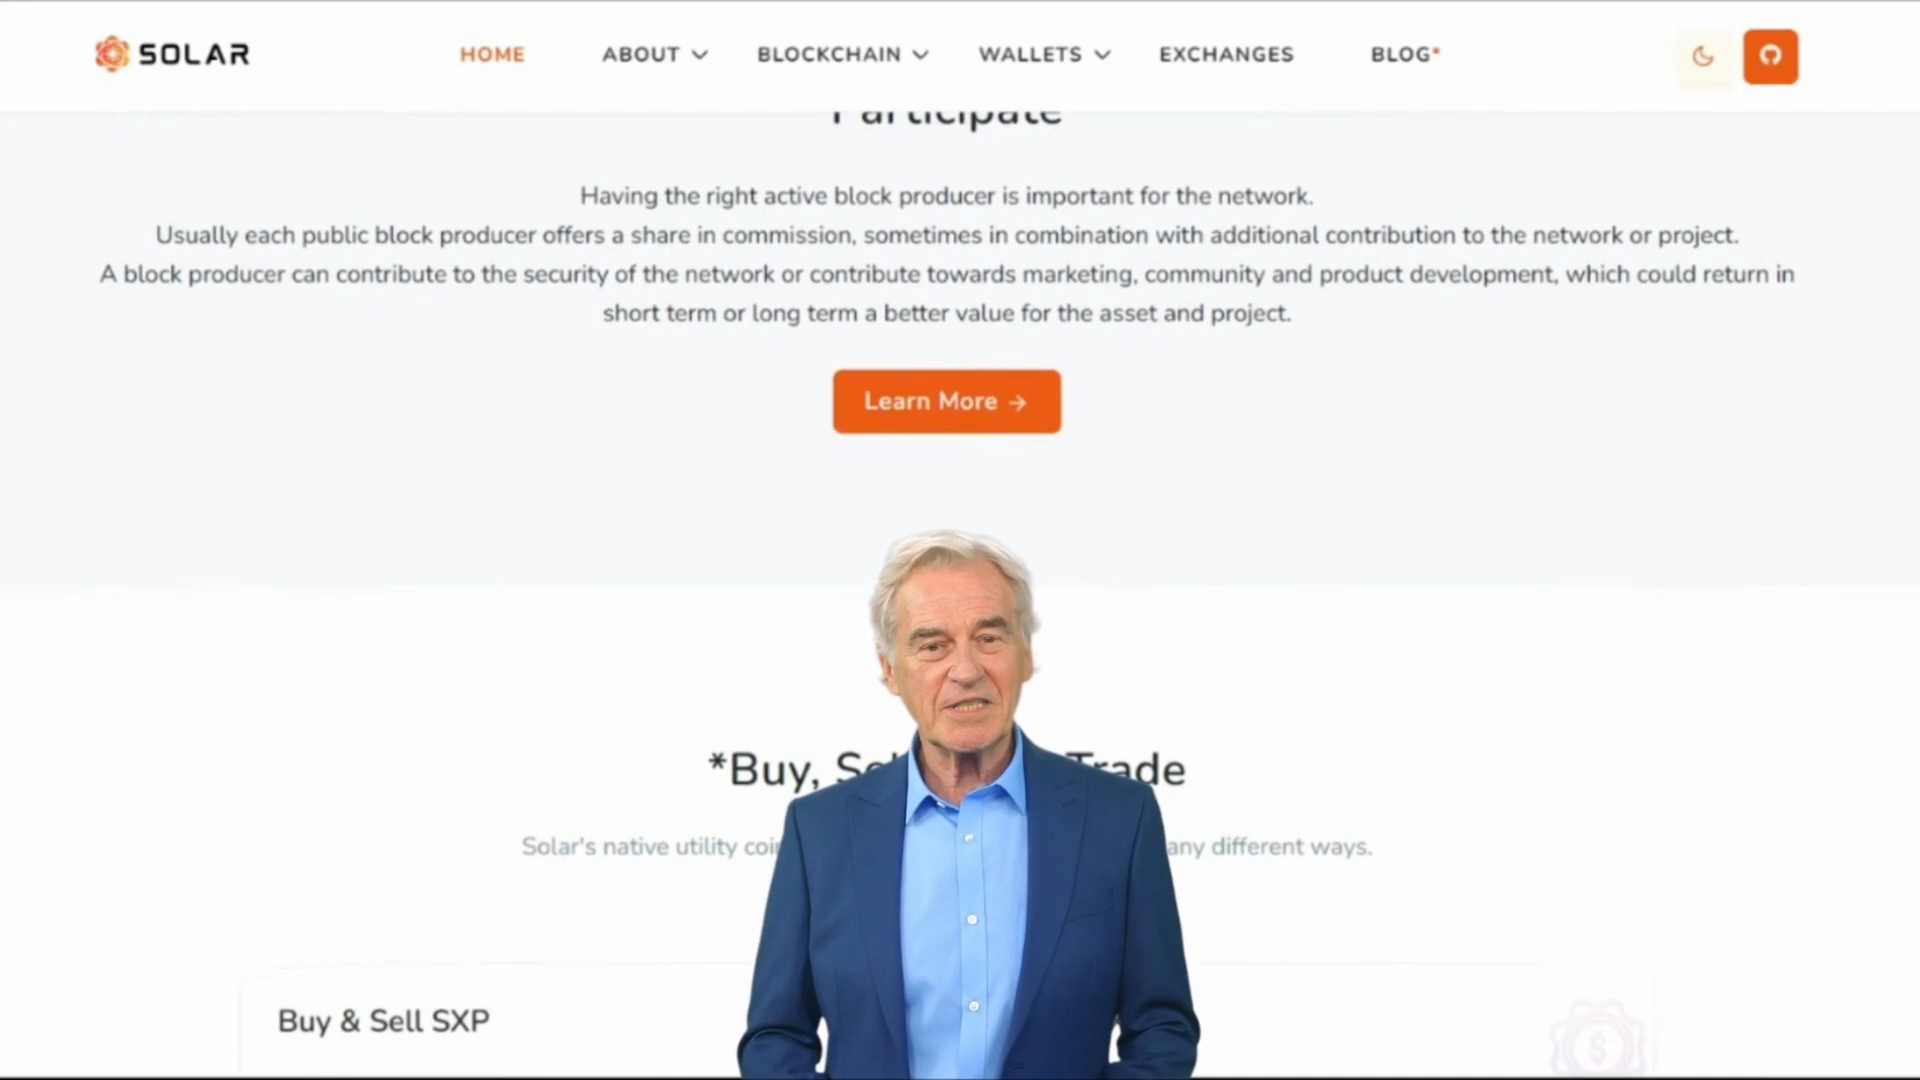 SOLAR
HOME
ABOUT
BLOCKCHAIN
WALLETS
EXCHANGES
BLOG*
Participate
Having the right active block producer is important for the network.
Usually each public block producer offers a share in commission, sometimes in combination with additional contribution to the network or project.
A block producer can contribute to the security of the network or contribute towards marketing, community and product development, which could return in
short term or long term a better value for the asset and project.
Learn More →
*Buy, Trade
Solar's native utility different ways.
Buy & Sell SXP
$